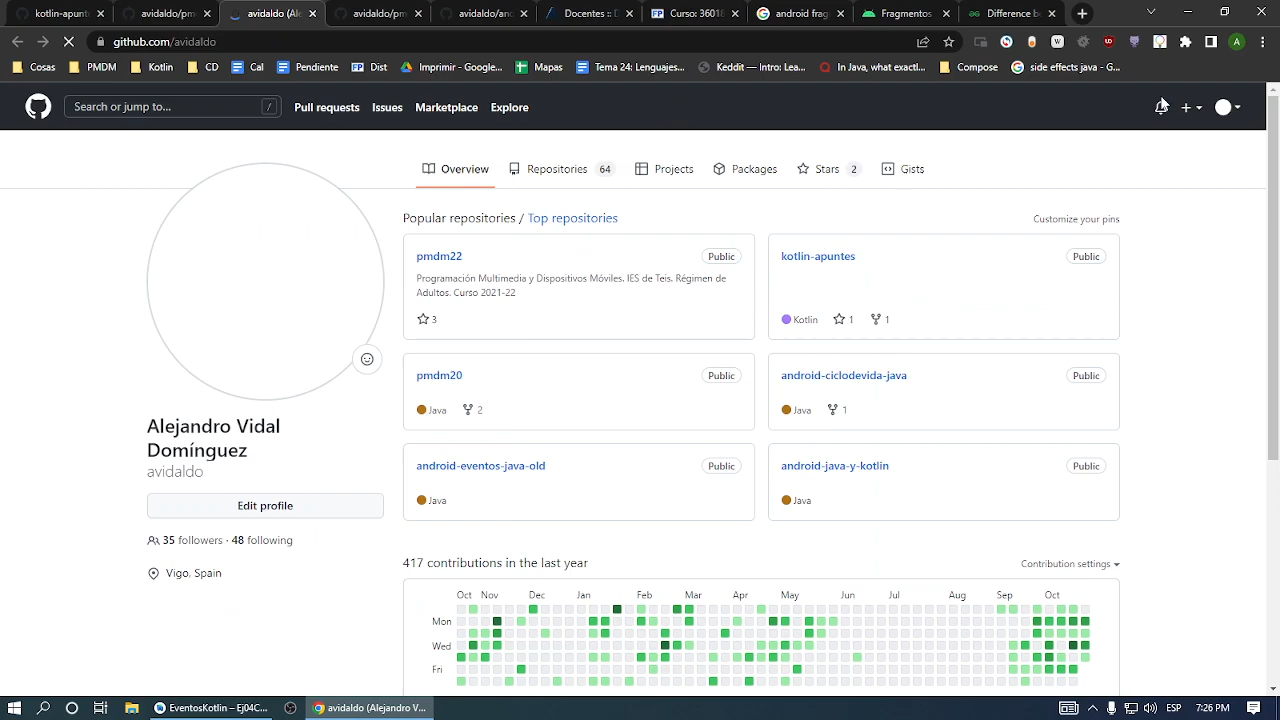 kotlin-apunt
avidaldo/pm
avidaldo (Ale
avidaldo/pm
avidaldo/anc
Docentes :: D
Curso: 36018
android frag
Fragmentos
Difference b
github.com/avidaldo
A
Cosas
PMDM
Kotlin
CD
Cal
Pendiente
Dist
Imprimir - Google...
Mapas
Tema 24: Lenguajes...
Keddit — Intro: Lea...
In Java, what exactl...
Compose
side effects java - G...
Search or jump to...
/
Pull requests
Issues
Marketplace
Explore
Overview
Repositories 64
Projects
Packages
Stars 2
Gists
Popular repositories / Top repositories
Customize your pins
pmdm22
Public
Programación Multimedia y Dispositivos Móviles. IES de Teis. Régimen de
Adultos. Curso 2021-22
3
kotlin-apuntes
Public
Kotlin 1 1
pmdm20
Public
Java 2
android-ciclodevida-java
Public
Java 1
android-eventos-java-old
Public
Java
android-java-y-kotlin
Public
Java
Alejandro Vidal
Domínguez
avidaldo
Edit profile
35 followers · 48 following
Vigo, Spain
417 contributions in the last year
Contribution settings
Oct Nov Dec Jan Feb Mar Apr May Jun Jul Aug Sep Oct
Mon
Wed
Fri
EventosKotlin – Ej04C...
avidaldo (Alejandro V...
ESP
7:26 PM